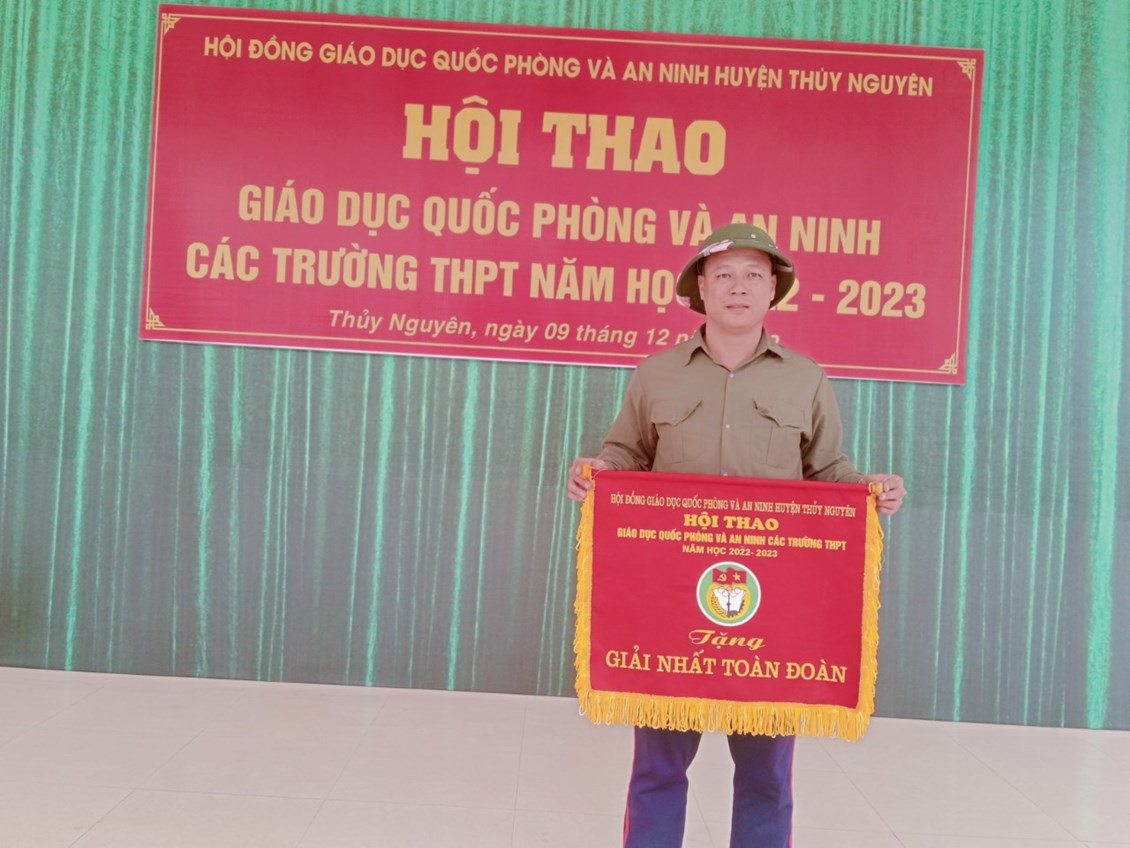 HỘI ĐỒNG GIÁO DỤC QUỐC PHÒNG VÀ AN NINH HUYỆN THỦY NGUYÊN
HỘI THAO
GIÁO DỤC QUỐC PHÒNG VÀ AN NINH
CÁC TRƯỜNG THPT NĂM HỌC - 2023
Thủy Nguyên, ngày 09 tháng 12
HỘI ĐỒNG GIÁO DỤC QUỐC PHÒNG VÀ AN NINH HUYỆN THỦY NGUYÊN
HỘI THAO
GIÁO DỤC QUỐC PHÒNG VÀ AN NINH CÁC TRƯỜNG THPT
NĂM HỌC 2022- 2023
Tặng
GIẢI NHẤT TOÀN ĐOÀN